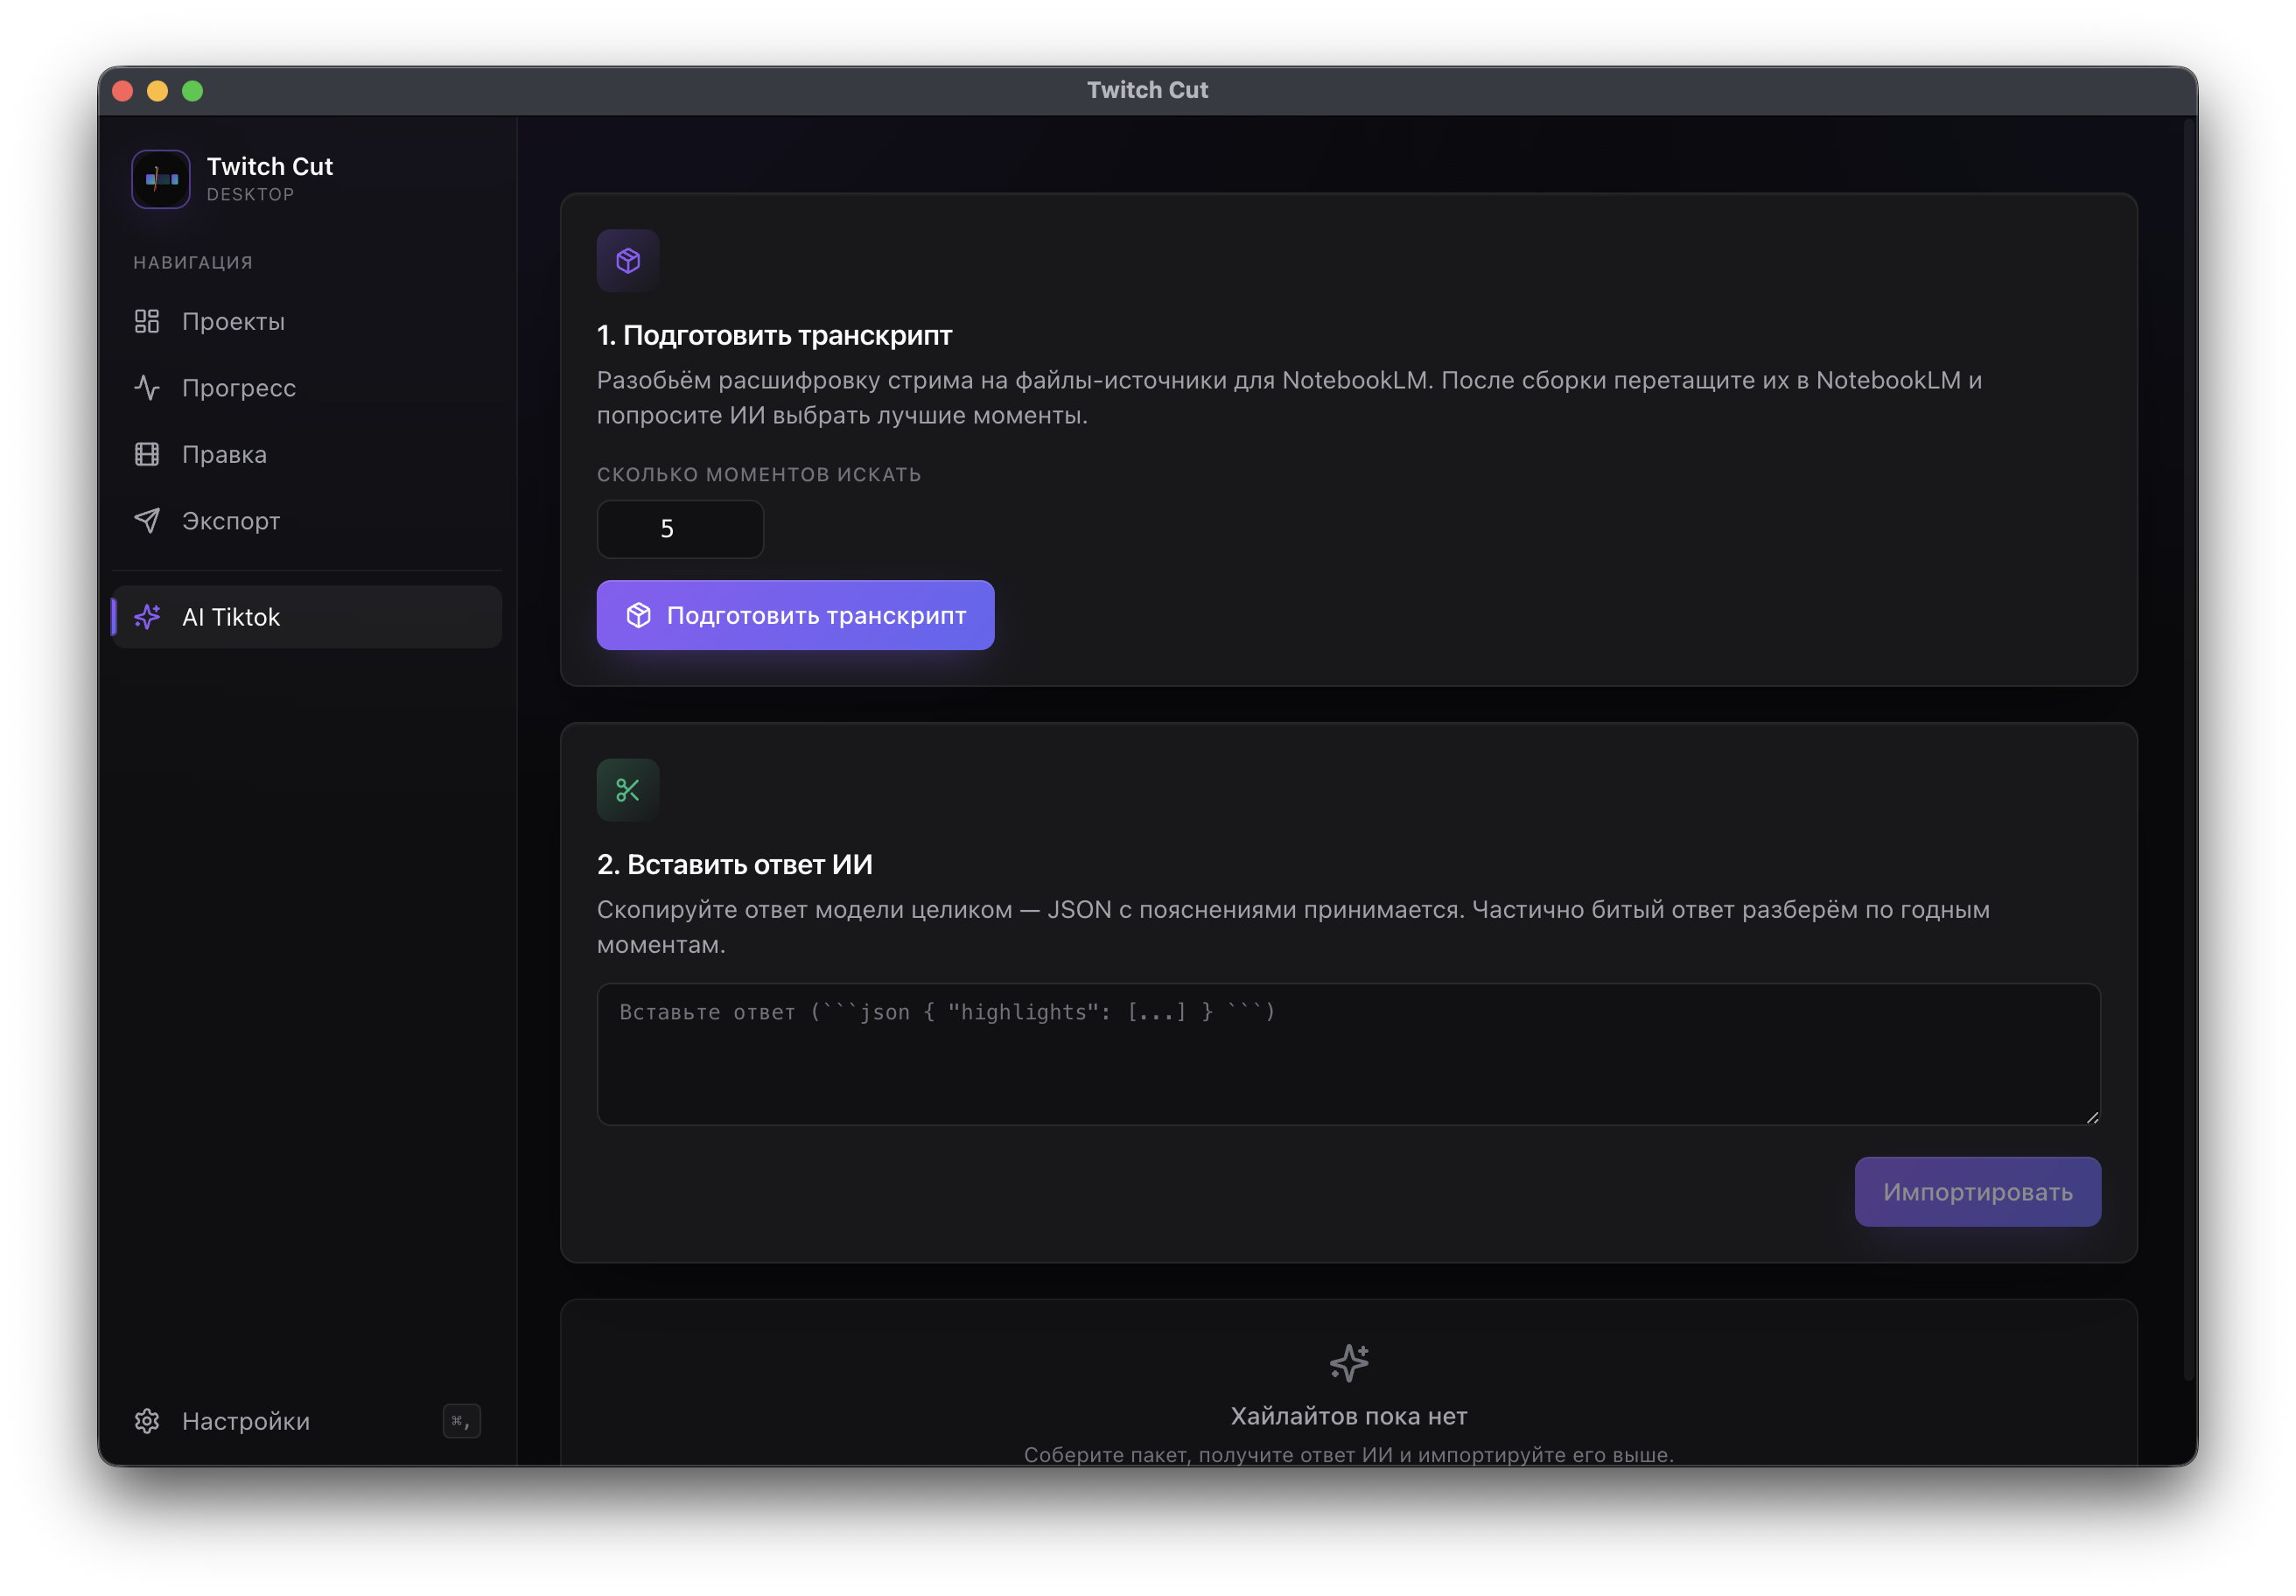 Twitch Cut
Twitch Cut
DESKTOP
НАВИГАЦИЯ
Проекты
Прогресс
Правка
Экспорт
AI Tiktok
Настройки
⌘,
1. Подготовить транскрипт
Разобьём расшифровку стрима на файлы-источники для NotebookLM. После сборки перетащите их в NotebookLM и
попросите ИИ выбрать лучшие моменты.
СКОЛЬКО МОМЕНТОВ ИСКАТЬ
5
Подготовить транскрипт
2. Вставить ответ ИИ
Скопируйте ответ модели целиком — JSON с пояснениями принимается. Частично битый ответ разберём по годным
моментам.
Вставьте ответ (```json { "highlights": [...] } ```)
Импортировать
Хайлайтов пока нет
Соберите пакет, получите ответ ИИ и импортируйте его выше.